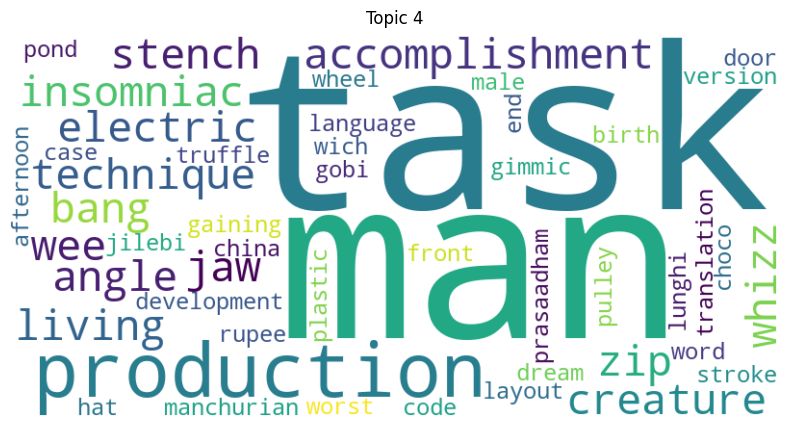 Topic 4
pond
stench
accomplishment
door
task
wheel
male
version
insomniac
end
electric
language
birth
case
truffle
wich
gimmic
technique
gobi
afternoon
bang
man
gaining
wee
jilebi
china
front
jaw
angle
plastic
prasaadham
pulley
lunghi
translation
choco
whizz
development
living
rupee
production
zip
word
dream
stroke
layout
creature
hat
manchurian
worst
code